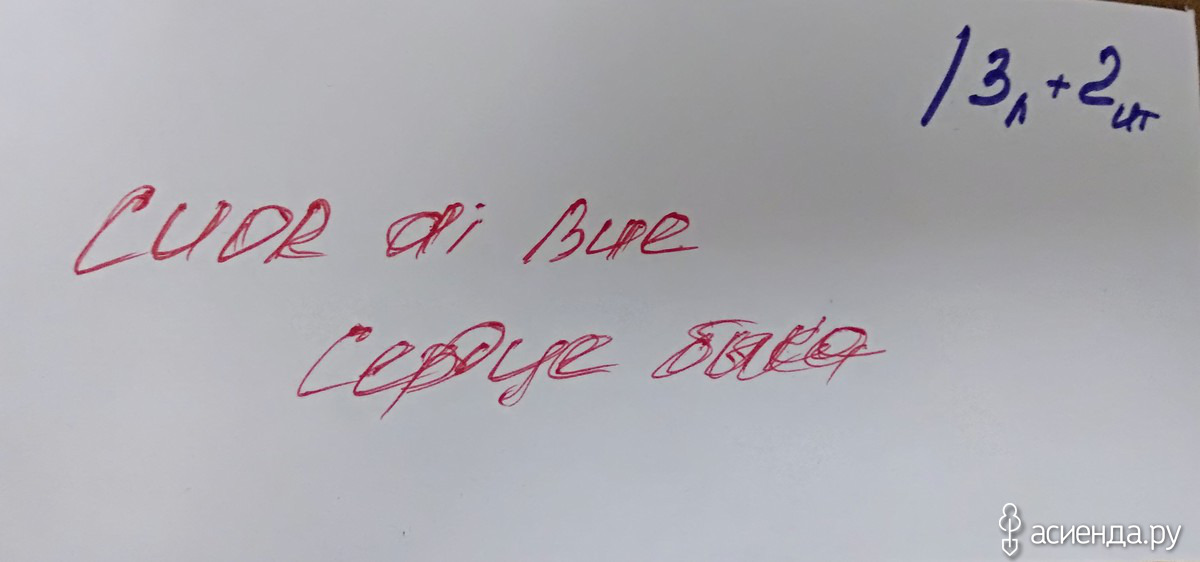 / 3л + 2шт
CUOR di Bue
Сердце быка
асиенда.ру